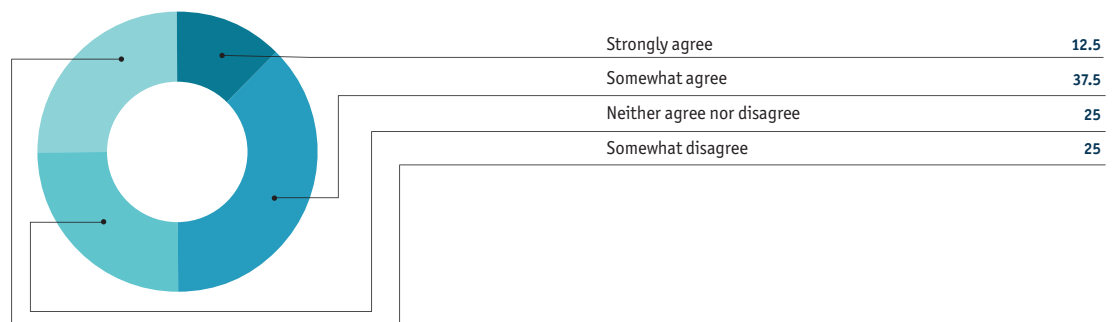 Strongly agree 12.5
Somewhat agree 37.5
Neither agree nor disagree 25
Somewhat disagree 25